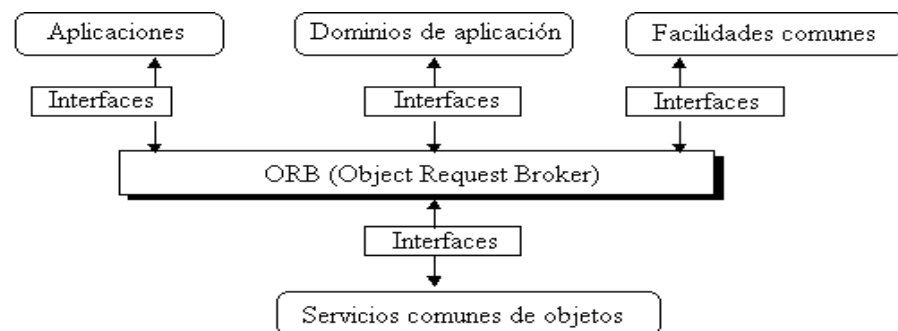 Aplicaciones
Dominios de aplicación
Facilidades comunes
Interfaces
Interfaces
Interfaces
ORB (Object Request Broker)
Interfaces
Servicios comunes de objetos